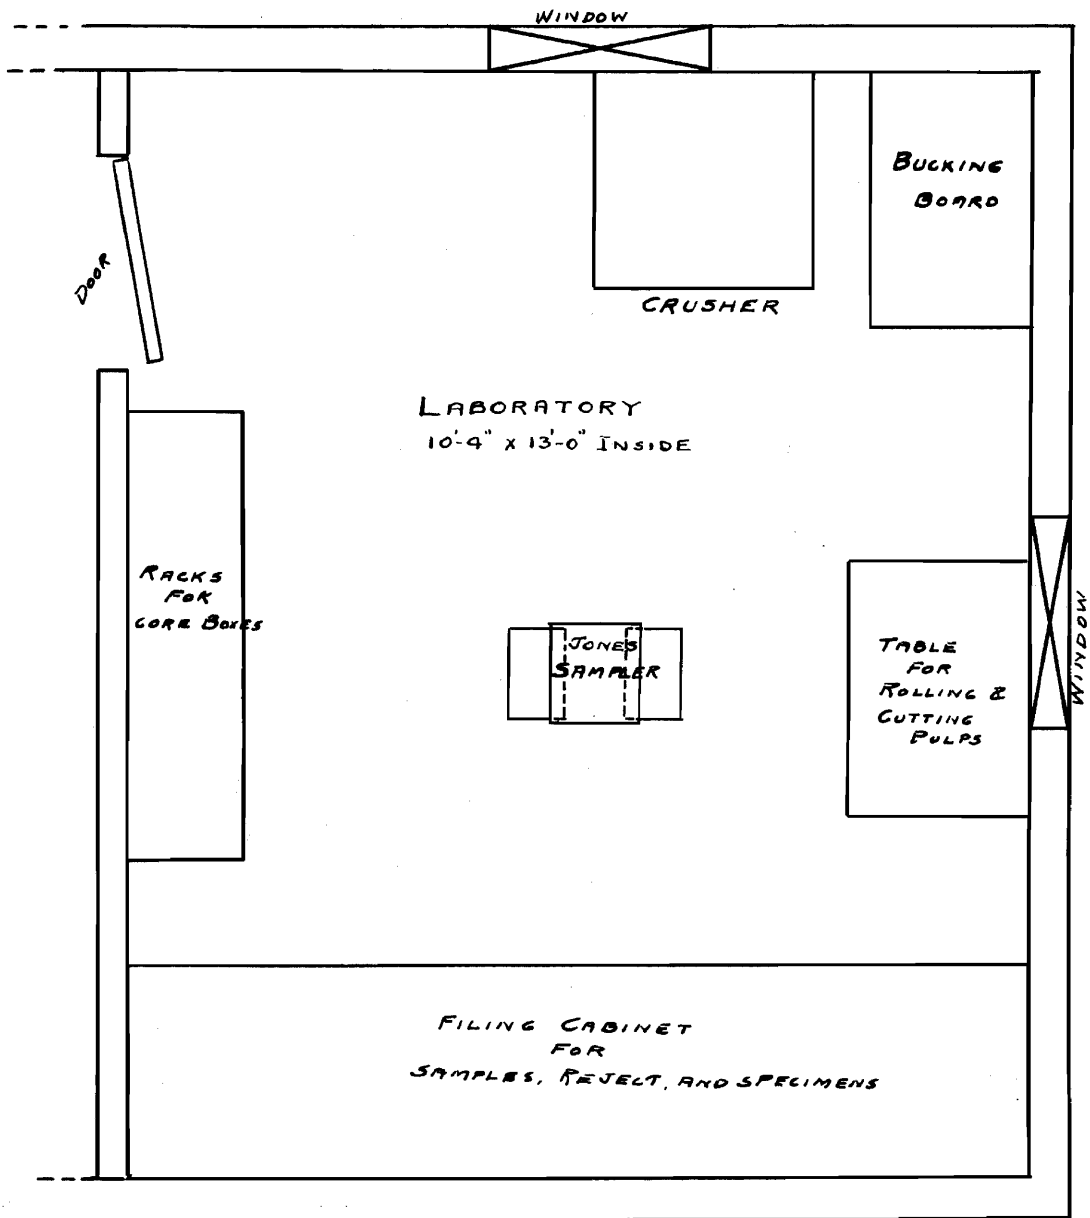 WINDOW
BUCKING
BOARD
DOOR
CRUSHER
LABORATORY
10'-4" x 13'-0" INSIDE
RACKS
FOR
CORE BOXES
JONES
SAMPLER
TABLE
FOR
ROLLING &
CUTTING
PULPS
WINDOW
FILING CABINET
FOR
SAMPLES, REJECT, AND SPECIMENS